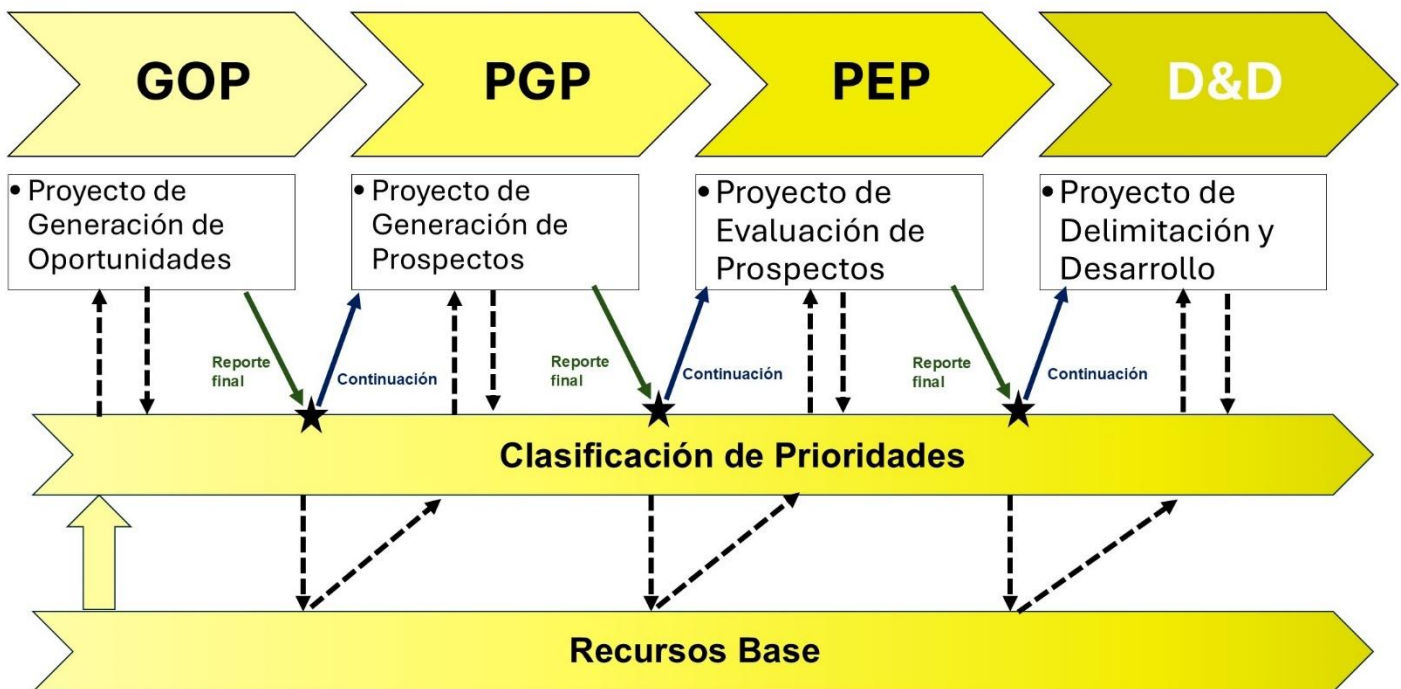 GOP
PGP
PEP
D&D
• Proyecto de
Generación de
Oportunidades
• Proyecto de
Generación de
Prospectos
• Proyecto de
Evaluación de
Prospectos
• Proyecto de
Delimitación y
Desarrollo
Reporte
final
Continuación
Reporte
final
Continuación
Reporte
final
Continuación
Clasificación de Prioridades
Recursos Base